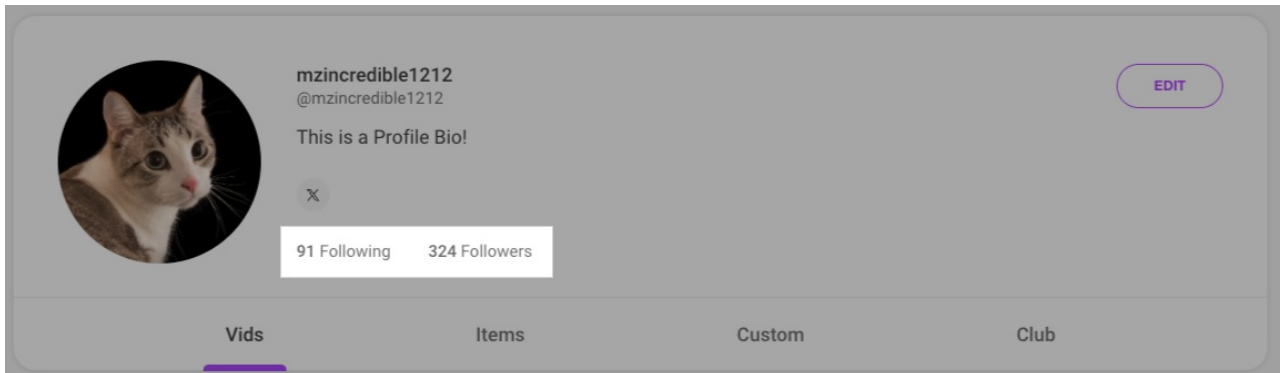 mzincredible1212
@mzincredible1212
EDIT
This is a Profile Bio!
91 Following 324 Followers
Vids Items Custom Club